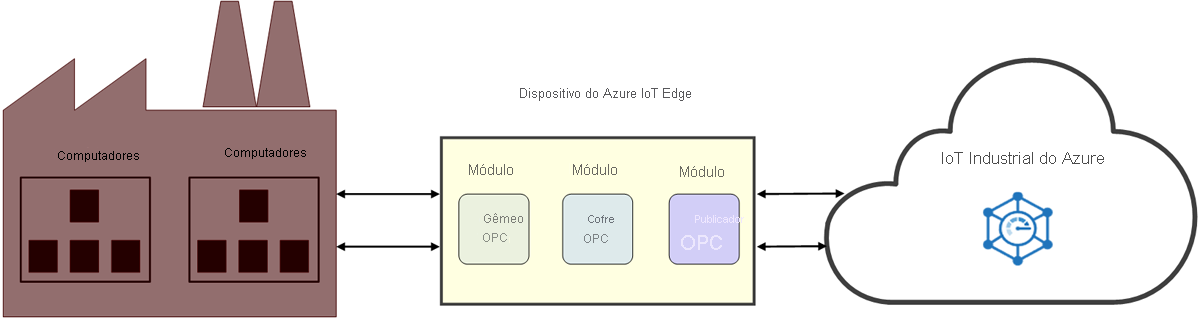 Dispositivo do Azure IoT Edge
Computadores
Computadores
Módulo
Módulo
Módulo
Gêmeo
OPC
Cofre
OPC
Publicado
OPC
IoT Industrial do Azure